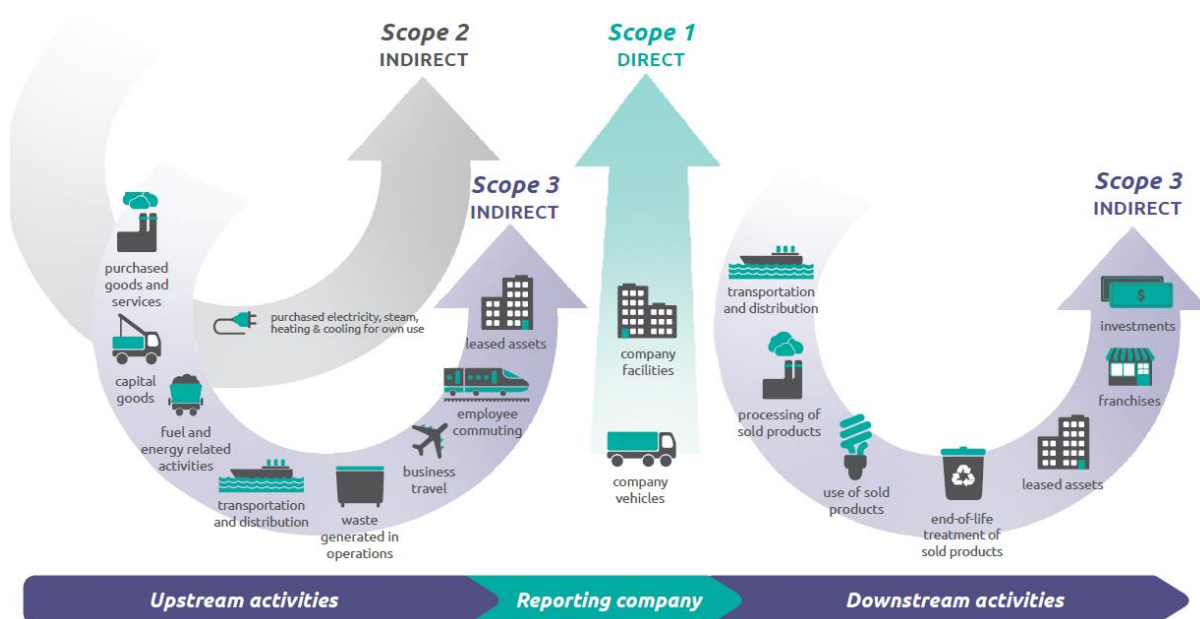 Scope 2
INDIRECT
Scope 1
DIRECT
Scope 3
INDIRECT
Scope 3
INDIRECT
purchased
goods and
services
capital
goods
fuel and
energy related
activities
purchased electricity, steam,
heating & cooling for own use
transportation
and distribution
waste
generated in
operations
business
travel
employee
commuting
leased assets
company
facilities
company
vehicles
transportation
and distribution
processing of
sold products
use of sold
products
end-of-life
treatment of
sold products
leased assets
franchises
$
investments
Upstream activities
Reporting company
Downstream activities